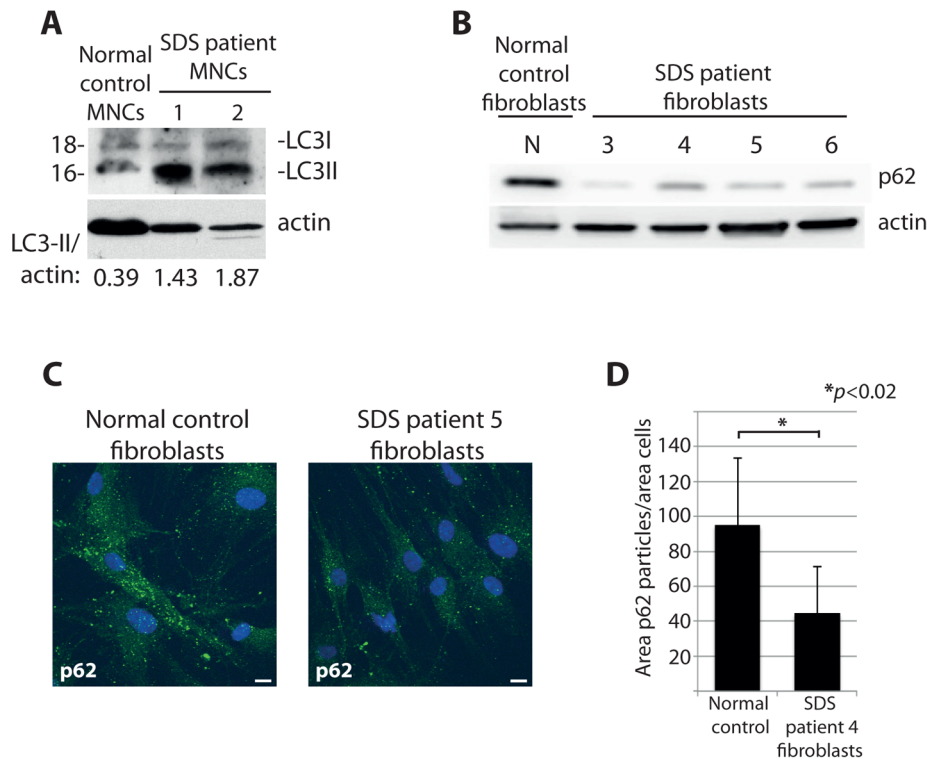 A
Normal
control
MNCs
SDS patient
MNCs
1 2
18-
16-
-LC3I
-LC3II
actin
LC3-II/
actin: 0.39 1.43 1.87
B
Normal
control
fibroblasts
SDS patient
fibroblasts
N 3 4 5 6
p62
actin
C
Normal control
fibroblasts
SDS patient 5
fibroblasts
p62
p62
D
*p<0.02
*
Area p62 particles/area cells
140
120
100
80
60
40
20
Normal
control
SDS
patient 4
fibroblasts